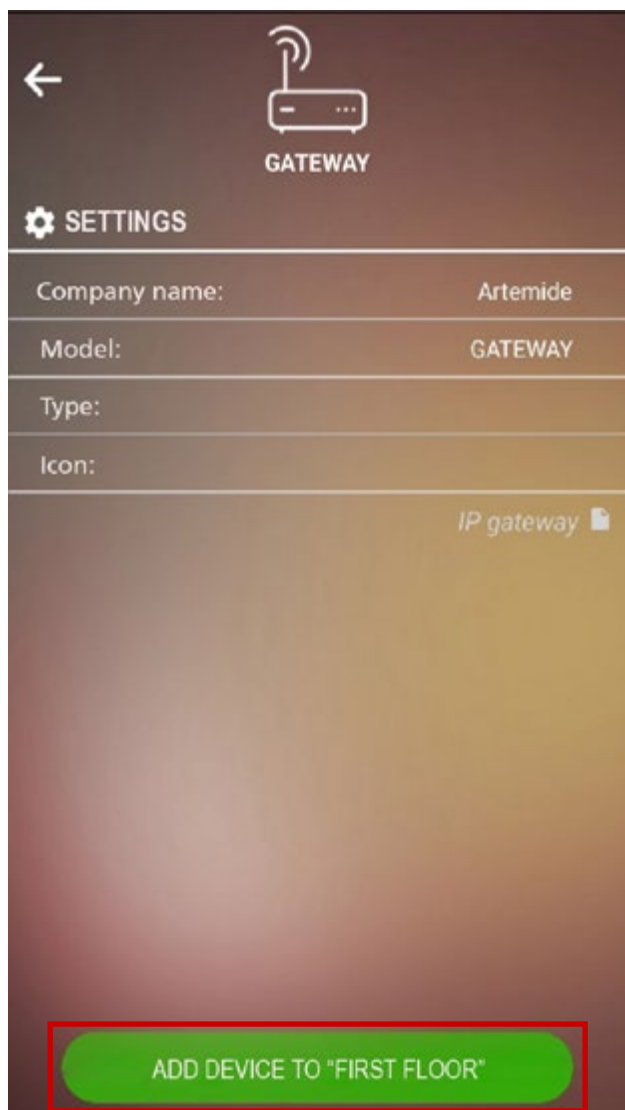 GATEWAY
SETTINGS
Company name: Artemide
Model: GATEWAY
Type:
Icon:
IP gateway
ADD DEVICE TO "FIRST FLOOR"